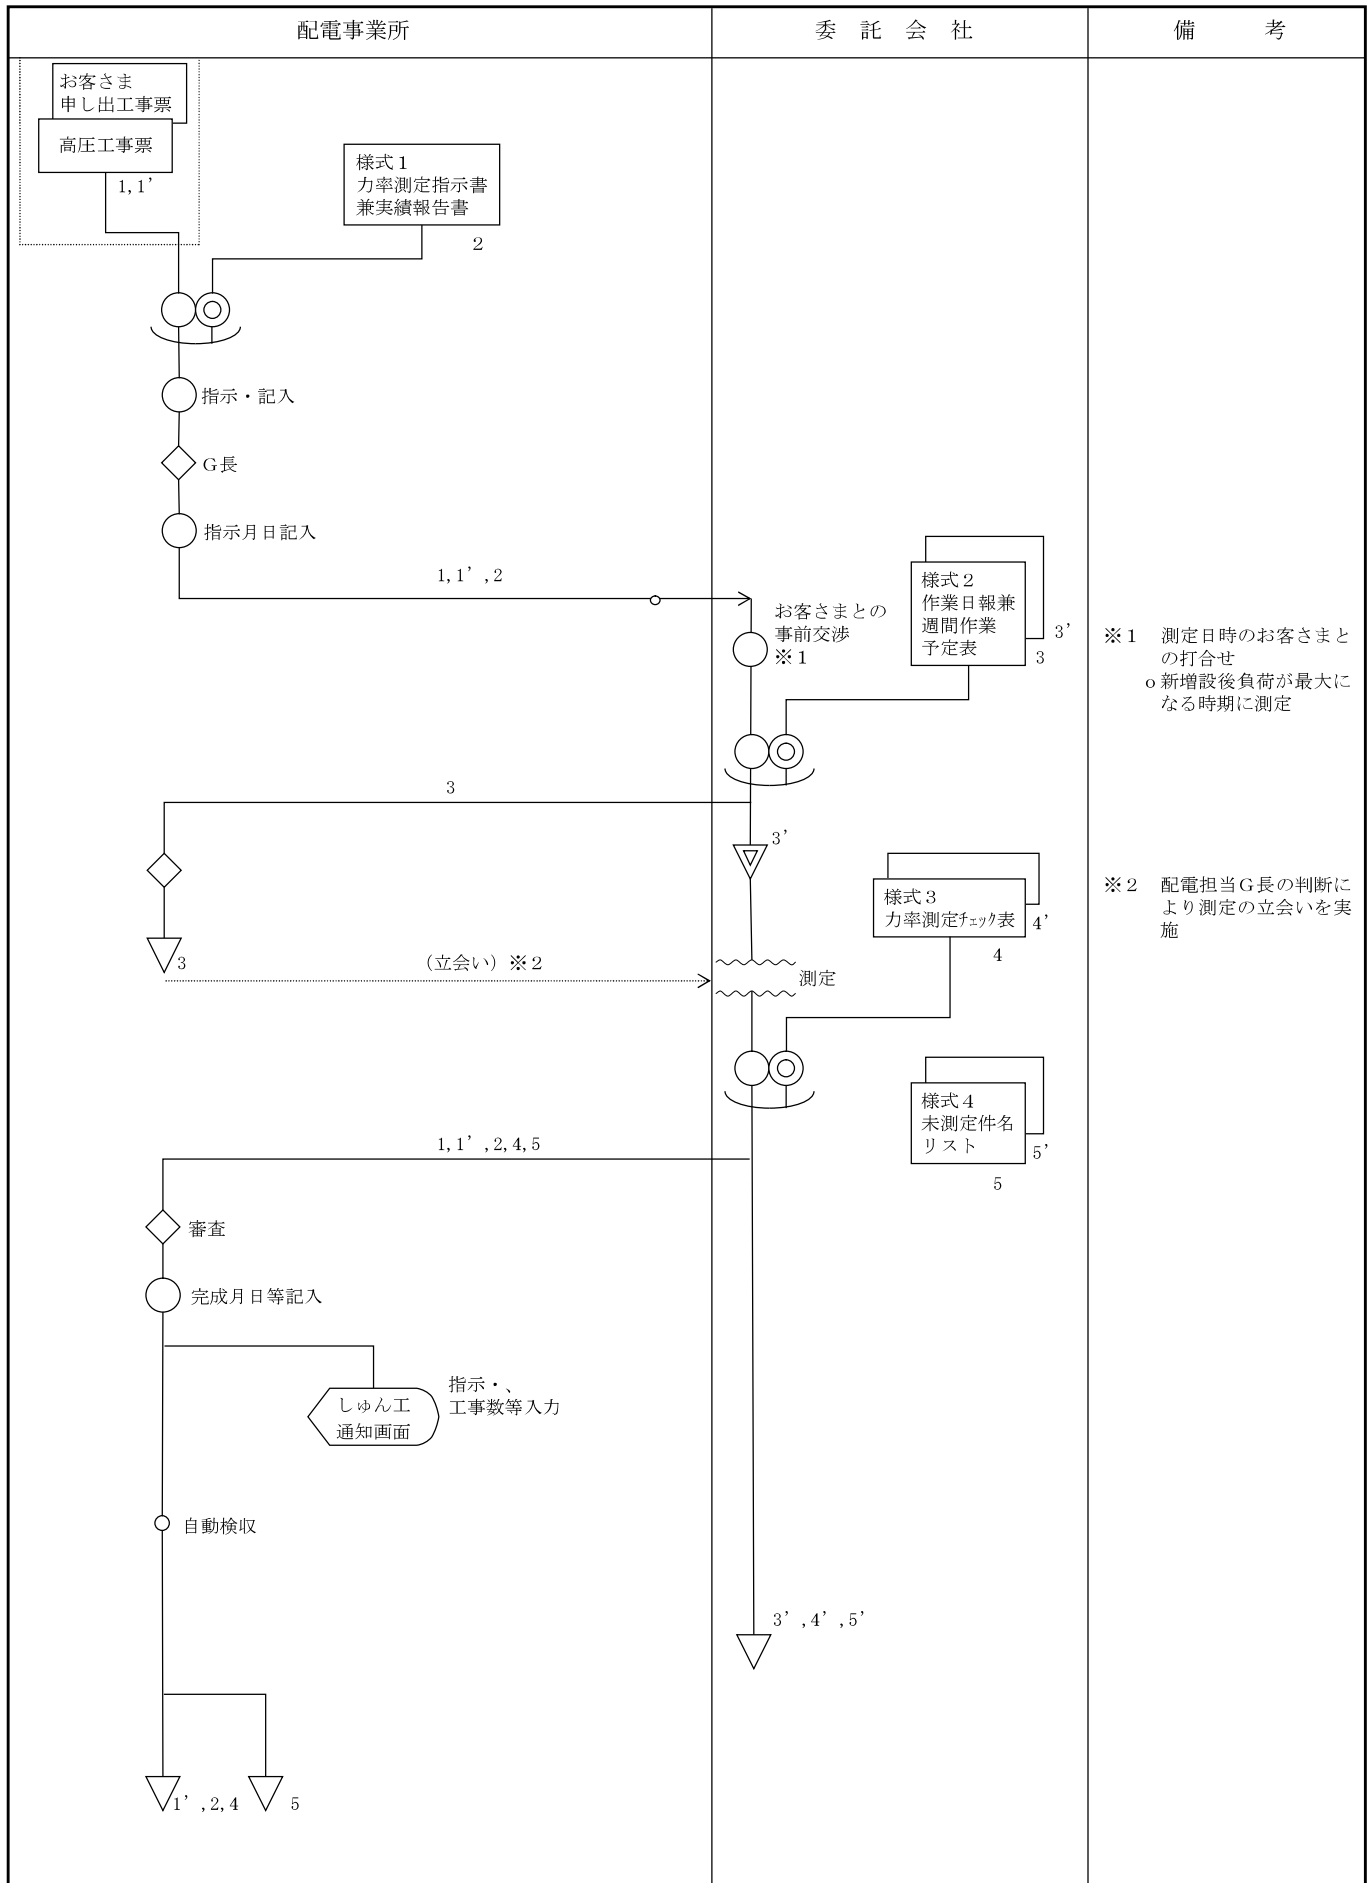 配電事業所
委　託　会　社
備　　　考
お客さま
申し出工事票
高圧工事票
1,1’
様式１
力率測定指示書
兼実績報告書
２
指示・記入
Ｇ長
指示月日記入
1,1’,2
お客さまとの
事前交渉
※１
様式２
作業日報兼
週間作業
予定表
3’
3
※１　測定日時のお客さまと
の打合せ
o 新増設後負荷が最大に
なる時期に測定
3
3’
様式３
力率測定ﾁｪｯｸ表
4’
4
※２　配電担当Ｇ長の判断に
より測定の立会いを実
施
3
（立会い）※２
測定
様式４
未測定件名
リスト
5’
5
1,1’,2,4,5
審査
完成月日等記入
しゅん工
通知画面
指示・、
工事数等入力
自動検収
3’,4’,5’
1’,2,4
5